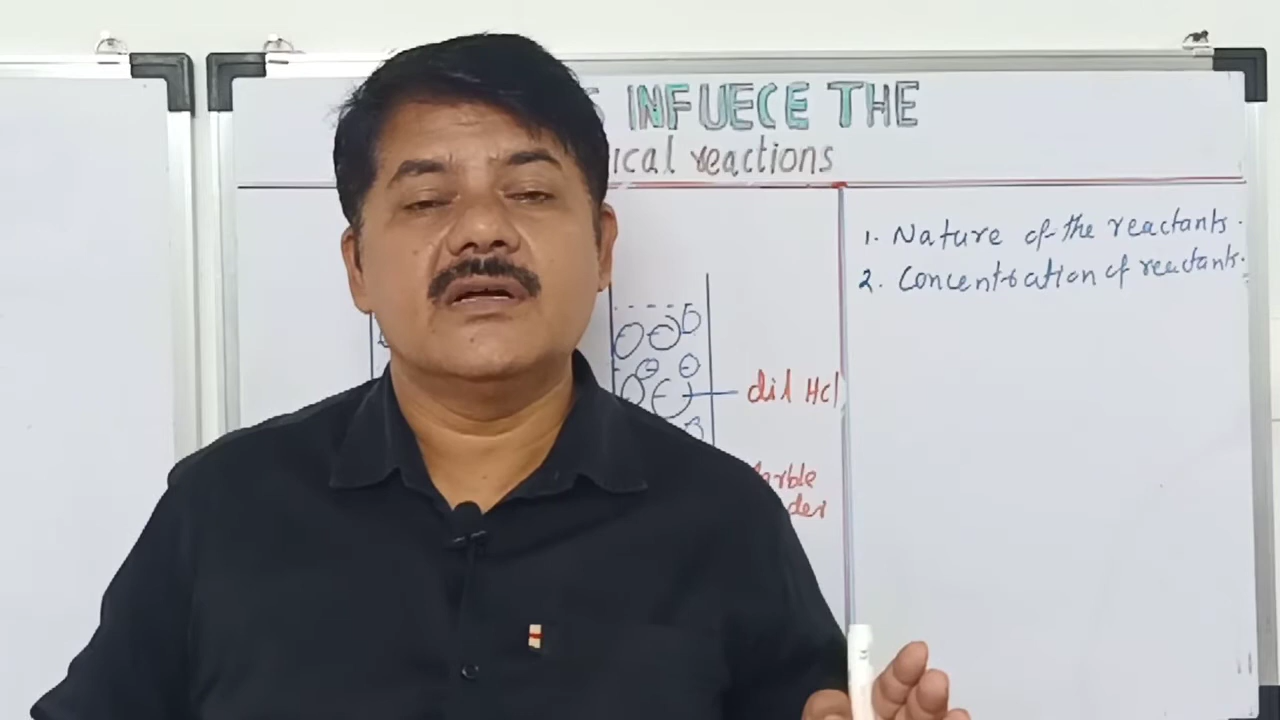 INFUECE THE
ical reactions
1. Nature of the reactants.
2. Concentration of reactants.
dil HCl
arble
der